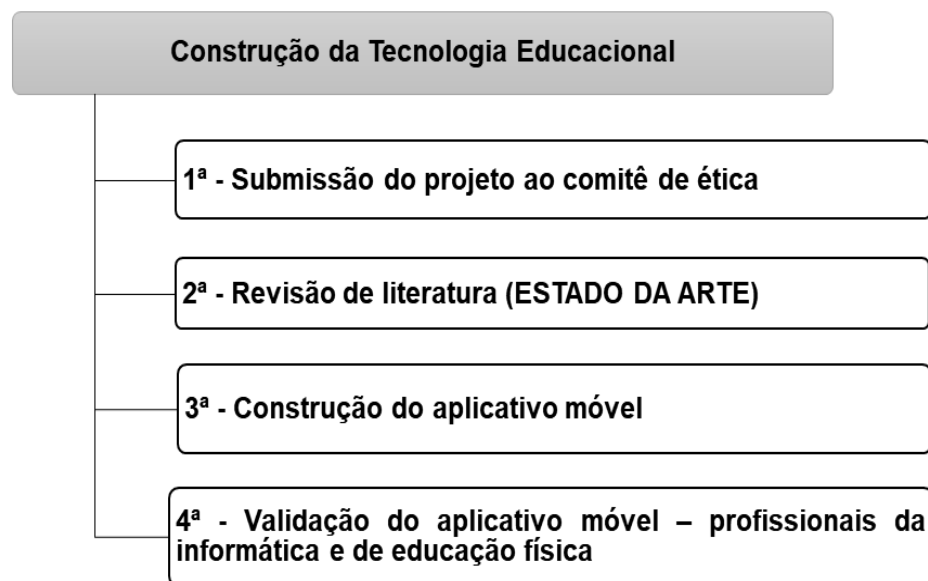 Construção da Tecnologia Educacional
1ª - Submissão do projeto ao comitê de ética
2ª - Revisão de literatura (ESTADO DA ARTE)
3ª - Construção do aplicativo móvel
4ª - Validação do aplicativo móvel – profissionais da
informática e de educação física